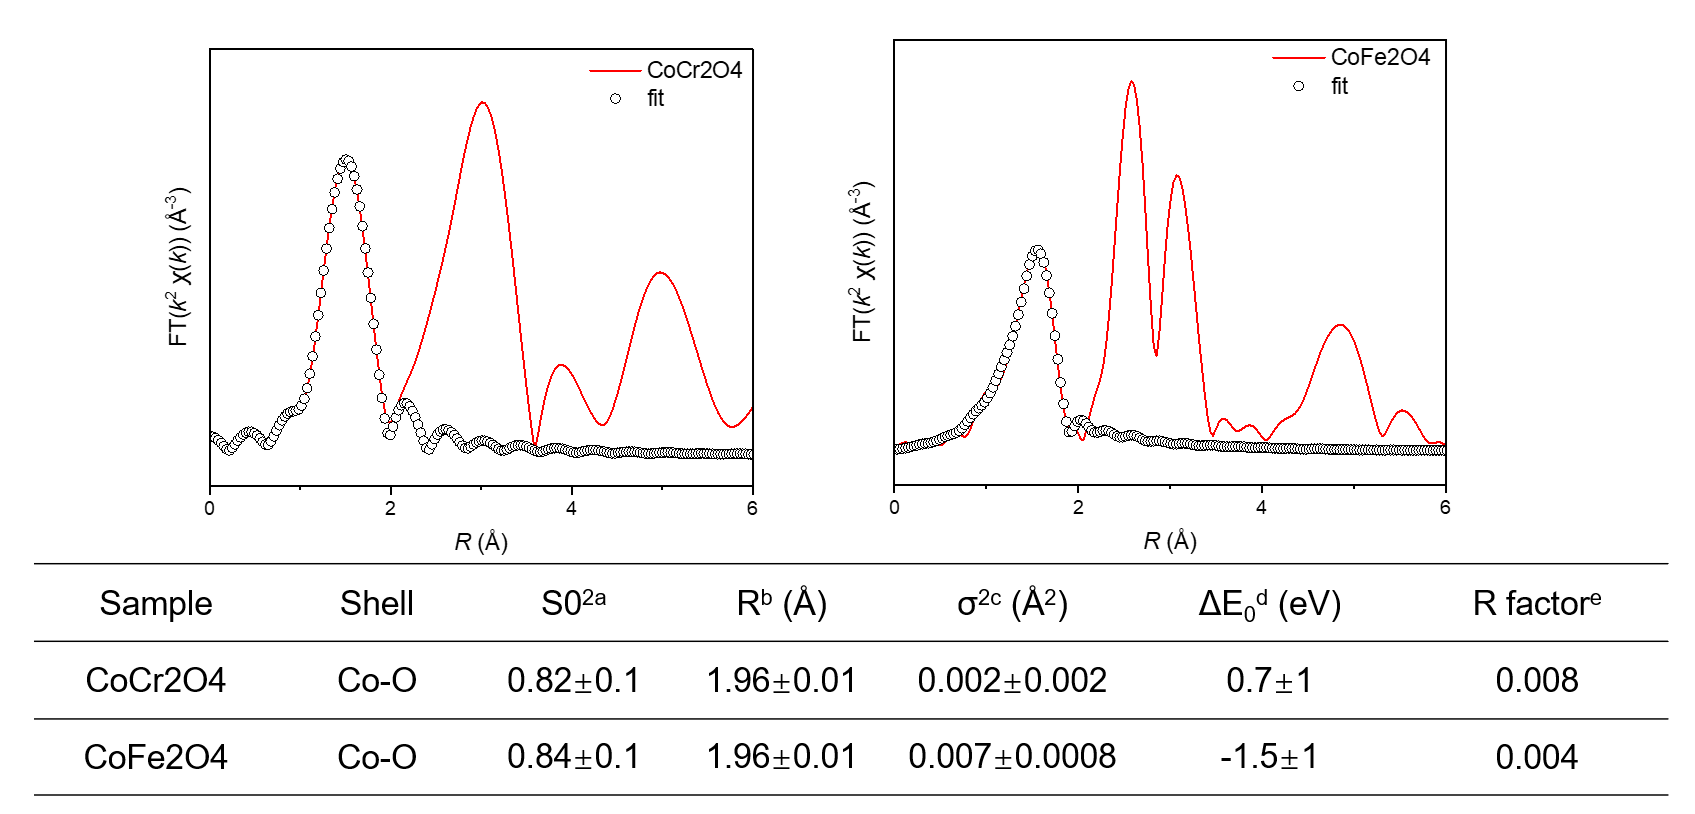 CoCr2O4
fit
FT(k² χ(k)) (Å⁻³)
0 2 4 6
R (Å)
CoFe2O4
fit
FT(k² χ(k)) (Å⁻³)
0 2 4 6
R (Å)
Sample Shell S0²ᵃ Rᵇ (Å) σ²ᶜ (Å²) ΔE₀ᵈ (eV) R factorᵉ
CoCr2O4 Co-O 0.82±0.1 1.96±0.01 0.002±0.002 0.7±1 0.008
CoFe2O4 Co-O 0.84±0.1 1.96±0.01 0.007±0.0008 -1.5±1 0.004